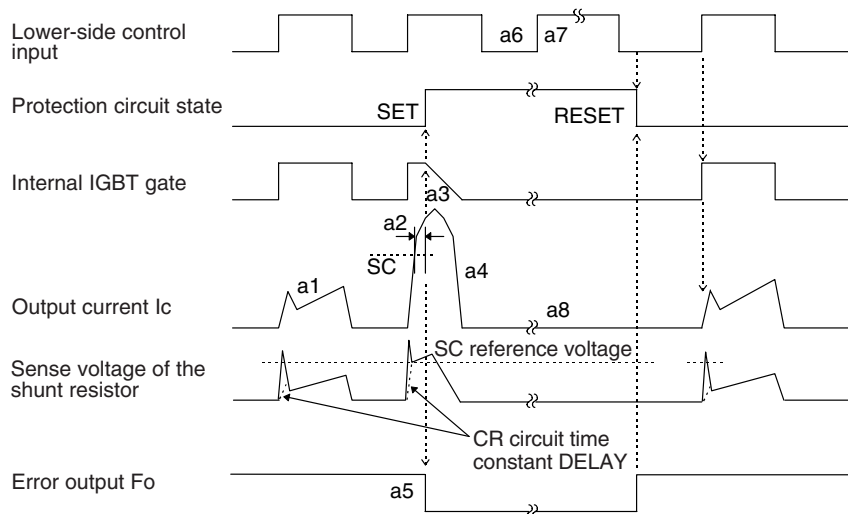 Lower-side control
input
a6
a7
Protection circuit state
SET
RESET
Internal IGBT gate
a3
a2
SC
a4
Output current Ic
a1
a8
SC reference voltage
Sense voltage of the
shunt resistor
CR circuit time
constant DELAY
Error output Fo
a5